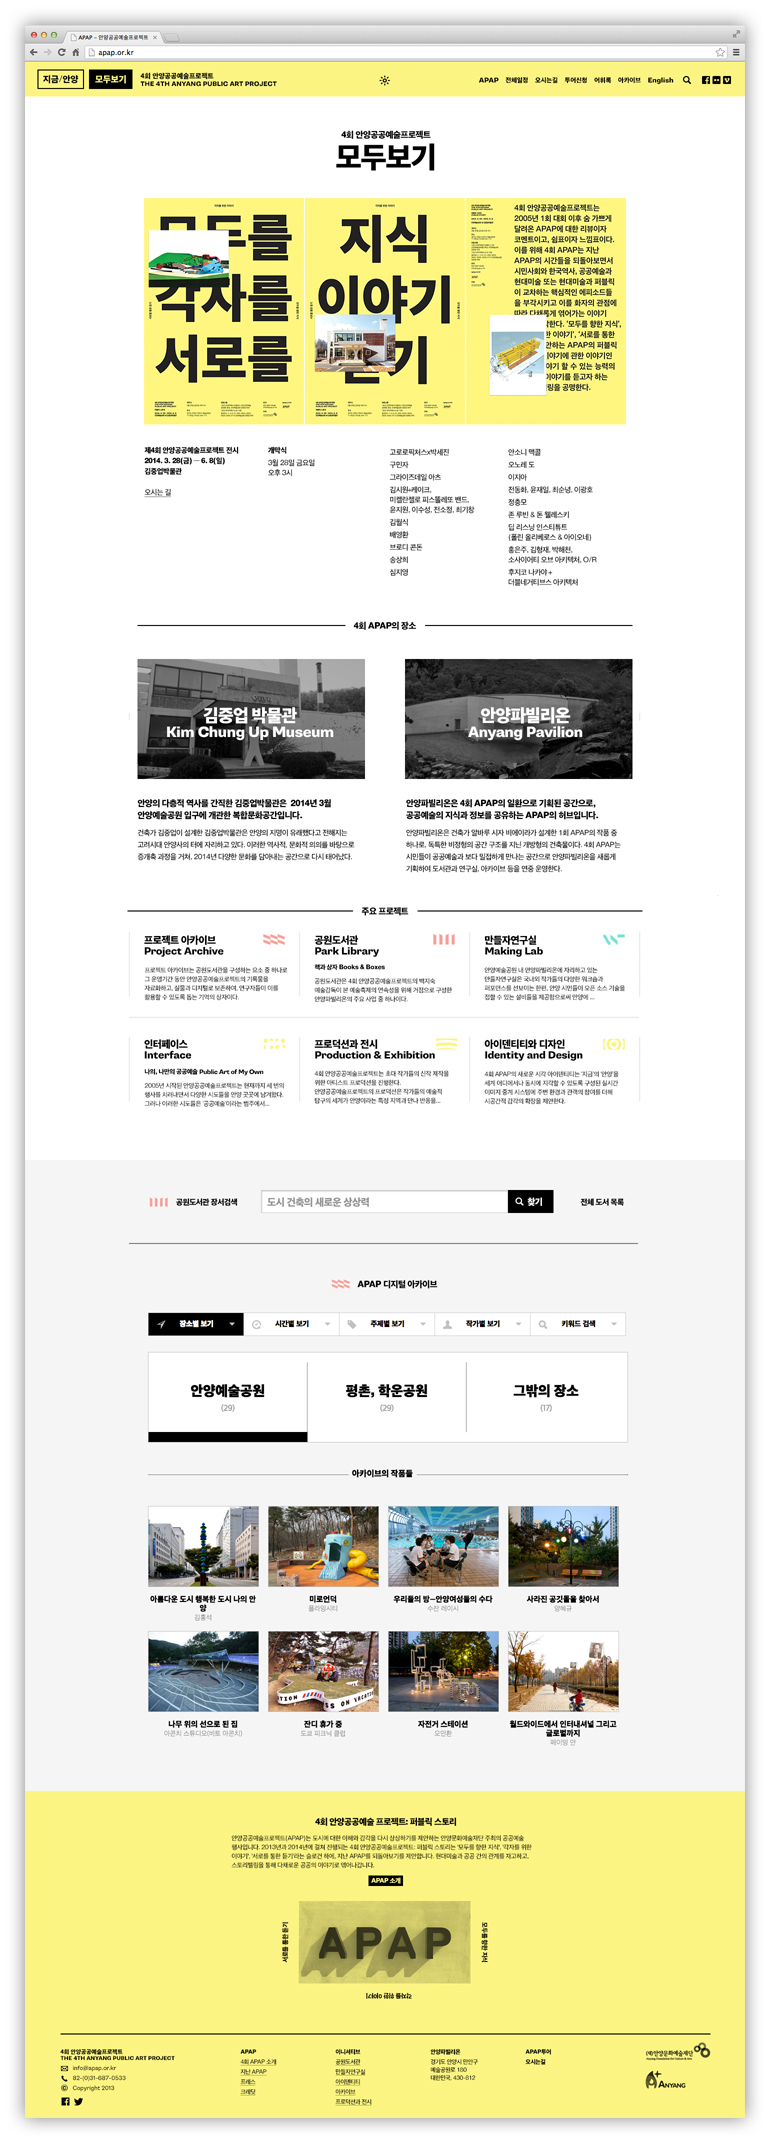 APAP – 안양공공예술프로젝트
apap.or.kr
지금/안양
모두보기
4회 안양공공예술프로젝트
THE 4TH ANYANG PUBLIC ART PROJECT
APAP 전체일정 오시는길 투어신청 어휘록 아카이브 English
4회 안양공공예술프로젝트
모두보기
모두를
각자를
서로를
지식
이야기
듣기
4회 안양공공예술프로젝트는
2005년 1회 대회 이후 숨 가쁘게
달려온 APAP에 대한 리뷰이자
코멘트이고, 쉼표이자 느낌표이다.
이를 위해 4회 APAP는 지난
APAP의 시간들을 되돌아보면서
시민사회와 한국역사, 공공예술과
현대미술 또는 현대미술과 퍼블릭
이 교차하는 핵심적인 에피소드들
을 부각시키고 이를 화자의 관점에
따라 다채롭게 엮어가는 이야기
한다. '모두를 향한 지식',
한 이야기', '서로를 통한
안하는 APAP의 퍼블릭
이야기에 관한 이야기인
야기 할 수 있는 능력의
이야기를 듣고자 하는
링을 공명한다.
제4회 안양공공예술프로젝트 전시
2014. 3. 28(금) — 6. 8(일)
김중업박물관
오시는 길
개막식
3월 28일 금요일
오후 3시
고로로픽처스x박세진
구민자
그라이즈데일 아츠
김시원+케이크,
미켈란젤로 피스톨레또 밴드,
윤지원, 이수성, 전소정, 최기창
김월식
배영환
브로디 콘돈
송상희
심지영
안소니 맥콜
오노레 도
이지아
전동화, 윤재일, 최순녕, 이광호
정충모
존 루빈 & 돈 웰레스키
딥 리스닝 인스티튜트
(폴린 올리베로스 & 아이오네)
홍은주, 김형재, 박해천,
소사이어티 오브 아키텍처, O/R
후지코 나카야 +
더블네거티브스 아키텍처
4회 APAP의 장소
김중업 박물관
Kim Chung Up Museum
안양파빌리온
Anyang Pavilion
안양의 다층적 역사를 간직한 김중업박물관은 2014년 3월
안양예술공원 입구에 개관한 복합문화공간입니다.
건축가 김중업이 설계한 김중업박물관은 안양의 지명이 유래했다고 전해지는
고려시대 안양사의 터에 자리하고 있다. 이러한 역사적, 문화적 의의를 바탕으로
증개축 과정을 거쳐, 2014년 다양한 문화를 담아내는 공간으로 다시 태어났다.
안양파빌리온은 4회 APAP의 일환으로 기획된 공간으로,
공공예술의 지식과 정보를 공유하는 APAP의 허브입니다.
안양파빌리온은 건축가 알바루 시자 비에이라가 설계한 1회 APAP의 작품 중
하나로, 독특한 비정형의 공간 구조를 지닌 개방형의 건축물이다. 4회 APAP는
시민들이 공공예술과 보다 밀접하게 만나는 공간으로 안양파빌리온을 새롭게
기획하여 도서관과 연구실, 아카이브 등을 연중 운영한다.
주요 프로젝트
프로젝트 아카이브
Project Archive
프로젝트 아카이브는 공원도서관을 구성하는 요소 중 하나로
그 운영기간 동안 안양공공예술프로젝트의 기록물을
자료화하고, 실물과 디지털로 보존하여, 연구자들이 이를
활용할 수 있도록 돕는 기억의 상자이다.
공원도서관
Park Library
책과 상자 Books & Boxes
공원도서관은 4회 안양공공예술프로젝트의 백지숙
예술감독이 본 예술축제의 연속성을 위해 거점으로 구성한
안양파빌리온의 주요 사업 중 하나이다.
만들자연구실
Making Lab
안양예술공원 내 안양파빌리온에 자리하고 있는
만들자연구실은 국내외 작가들의 다양한 워크숍과
퍼포먼스를 선보이는 한편, 안양 시민들이 오픈 소스 기술을
접할 수 있는 설비들을 제공함으로써 안양에 ...
인터페이스
Interface
나의, 나만의 공공예술 Public Art of My Own
2005년 시작된 안양공공예술프로젝트는 현재까지 세 번의
행사를 치러내면서 다양한 시도들을 안양 곳곳에 남겨왔다.
그러나 이러한 시도들은 '공공예술'이라는 범주에서...
프로덕션과 전시
Production & Exhibition
4회 안양공공예술프로젝트는 초대 작가들의 신작 제작을
위한 아티스트 프로덕션을 진행한다.
안양공공예술프로젝트의 프로덕션은 작가들의 예술적
탐구의 세계가 안양이라는 특정 지역과 만나 반응을...
아이덴티티와 디자인
Identity and Design
4회 APAP의 새로운 시각 아이덴티티는 '지금'의 '안양'을
세계 어디에서나 동시에 지각할 수 있도록 구성된 실시간
이미지 중계 시스템에 주변 환경과 관객의 참여를 더해
시공간적 감각의 확장을 제안한다.
공원도서관 장서검색
도시 건축의 새로운 상상력
찾기
전체 도서 목록
APAP 디지털 아카이브
장소별 보기
시간별 보기
주제별 보기
작가별 보기
키워드 검색
안양예술공원
(29)
평촌, 학운공원
(29)
그밖의 장소
(17)
아카이브의 작품들
아름다운 도시 행복한 도시 나의 안
양
김홍석
미로언덕
플라잉시티
우리들의 방–안양여성들의 수다
수잔 레이시
사라진 공깃돌을 찾아서
양혜규
나무 위의 선으로 된 집
아콘치 스튜디오(비토 아콘치)
잔디 휴가 중
도쿄 피크닉 클럽
자전거 스테이션
오인환
월드와이드에서 인터내셔널 그리고
글로벌까지
페이밍 얀
4회 안양공공예술 프로젝트: 퍼블릭 스토리
안양공공예술프로젝트(APAP)는 도시에 대한 이해와 감각을 다시 상상하기를 제안하는 안양문화예술재단 주최의 공공예술
행사입니다. 2013년과 2014년에 걸쳐 진행되는 4회 안양공공예술프로젝트: 퍼블릭 스토리는 '모두를 향한 지식', '각자를 위한
이야기', '서로를 통한 듣기'라는 슬로건 하에, 지난 APAP를 되돌아보기를 제안합니다. 현대미술과 공공 간의 관계를 재고하고,
스토리텔링을 통해 다채로운 공공의 이야기로 엮어나갑니다.
APAP 소개
서로를 통한 듣기
APAP
모두를 향한 지식
각자를 위한 이야기
4회 안양공공예술프로젝트
THE 4TH ANYANG PUBLIC ART PROJECT
info@apap.or.kr
82-(0)31-687-0533
Copyright 2013
APAP
4회 APAP 소개
지난 APAP
프레스
크레딧
이니셔티브
공원도서관
만들자연구실
아이덴티티
아카이브
프로덕션과 전시
안양파빌리온
경기도 안양시 만안구
예술공원로 180
대한민국, 430-812
APAP투어
오시는길
(재)안양문화예술재단
ANYANG